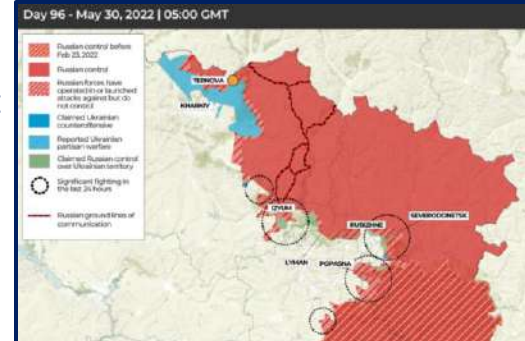 Day 96 - May 30, 2022 | 05:00 GMT
Russian control before
Feb 23, 2022
Russian control
Russian forces have
operated in or launched
attacks against but do
not control
Claimed Ukrainian
counteroffensive
Reported Ukrainian
partisan warfare
Claimed Russian control
over Ukrainian territory
Significant fighting in
the last 24 hours
Russian ground lines of
communication
TERNOVA
KHARKIV
IZYUM
RUBIZHNE
SEVERODONETSK
LYMAN
POPASNA